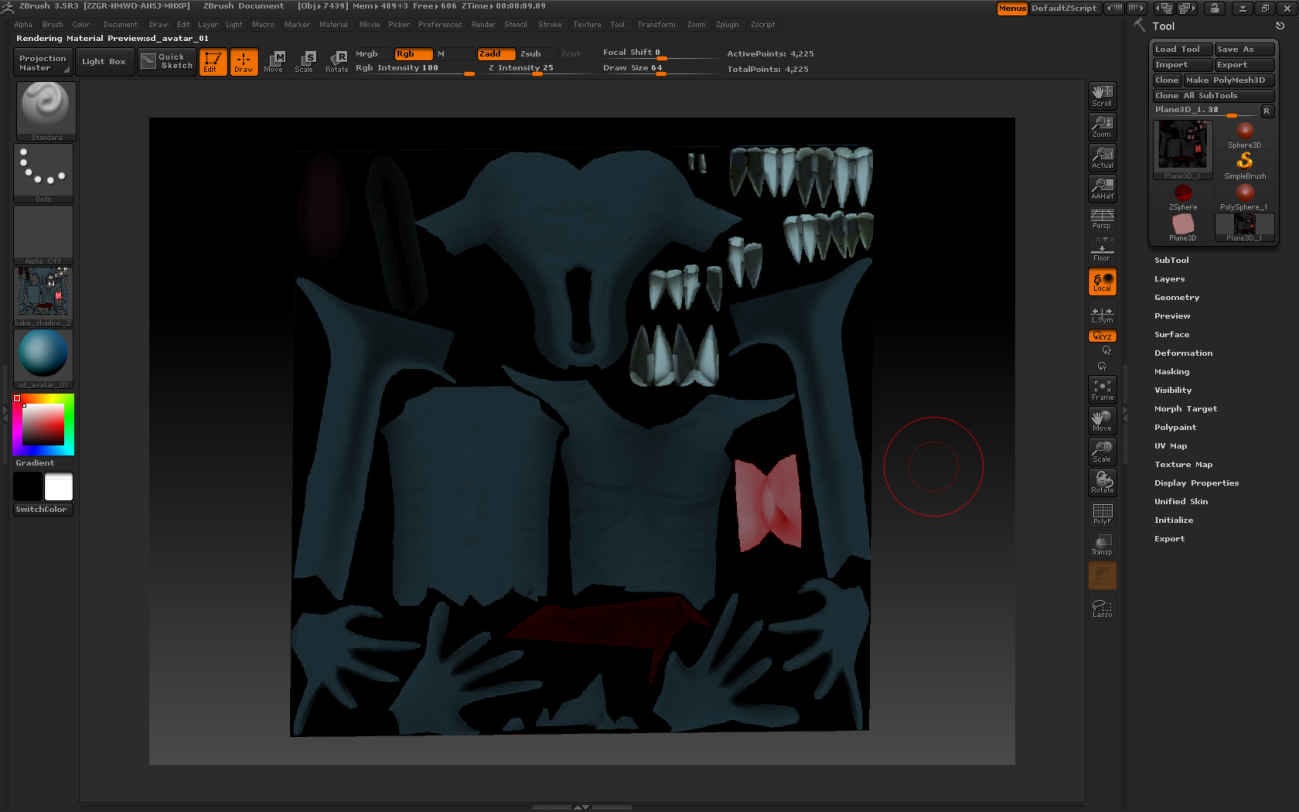 ZBrush 3.5R3 [ZZGR-HMWO-AHSJ-MHXP] ZBrush Document [Obj▸7439] Mem▸489+3 Free▸606 ZTime▸00:00:09.09 Menus DefaultZScript
Alpha Brush Color Document Draw Edit Layer Light Macro Marker Material Movie Picker Preferences Render Stencil Stroke Texture Tool Transform Zoom Zplugin Zscript
Rendering Material Preview:sd_avatar_01
Projection Master
Light Box
Quick Sketch
Edit Draw Move Scale Rotate
Mrgb Rgb M Zadd Zsub Zcut
Rgb Intensity 100 Z Intensity 25
Focal Shift 0
Draw Size 64
ActivePoints: 4,225
TotalPoints: 4,225
Standard
Dots
Alpha Off
bake_shadow_2
sd_avatar_01
Gradient
SwitchColor
Scroll
Zoom
Actual
AAHalf
Persp
Floor
Local
L.Sym
XYZ
Frame
Move
Scale
Rotate
PolyF
Transp
Lasso
Tool
Load Tool Save As
Import Export
Clone Make PolyMesh3D
Clone All SubTools
Plane3D_1. 38 R
Plane3D_1
Sphere3D
SimpleBrush
ZSphere PolySphere_1
Plane3D Plane3D_1
SubTool
Layers
Geometry
Preview
Surface
Deformation
Masking
Visibility
Morph Target
Polypaint
UV Map
Texture Map
Display Properties
Unified Skin
Initialize
Export